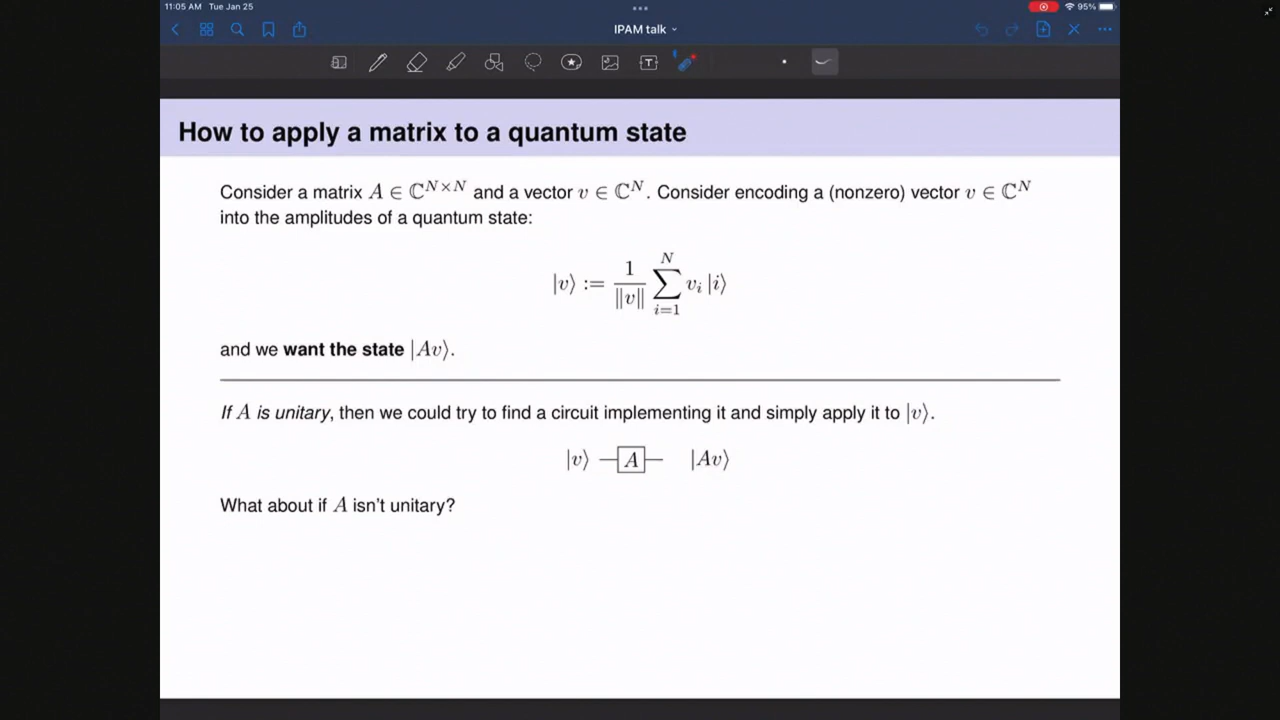 11:05 AM Tue Jan 25
95%
IPAM talk
How to apply a matrix to a quantum state
Consider a matrix A ∈ ℂ^{N×N} and a vector v ∈ ℂ^N. Consider encoding a (nonzero) vector v ∈ ℂ^N
into the amplitudes of a quantum state:
|v⟩ := \frac{1}{‖v‖} \sum_{i=1}^{N} v_i |i⟩
and we want the state |Av⟩.
If A is unitary, then we could try to find a circuit implementing it and simply apply it to |v⟩.
|v⟩ A |Av⟩
What about if A isn't unitary?